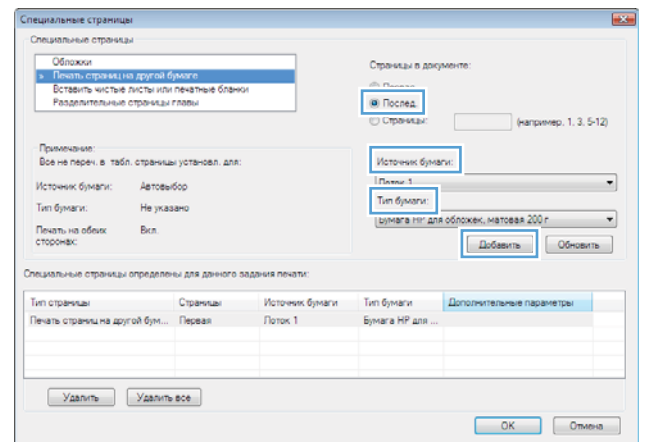 Специальные страницы
Специальные страницы
Обложки
» Печать страниц на другой бумаге
Вставить чистые листы или печатные бланки
Разделительные страницы главы
Страницы в документе:
Послед.
Страницы:
(например. 1. 3. 5-12)
Примечание:
Все не переч. в табл. страницы установл. для:
Источник бумаги: Автовыбор
Тип бумаги: Не указано
Печать на обеих сторонах: Вкл.
Источник бумаги:
Лоток 1
Тип бумаги:
Бумага HP для обложек, матовая 200 г
Добавить Обновить
Специальные страницы определены для данного задания печати:
Тип страницы Страницы Источник бумаги Тип бумаги Дополнительные параметры
Печать страниц на другой бум... Первая Лоток 1 Бумага HP для ...
Удалить Удалить все
OK Отмена